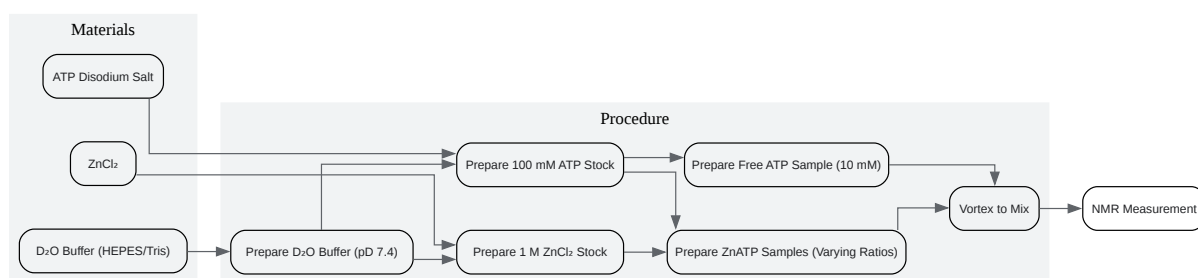 Materials
ATP Disodium Salt
ZnCl₂
D₂O Buffer (HEPES/Tris)
Procedure
Prepare D₂O Buffer (pD 7.4)
Prepare 100 mM ATP Stock
Prepare 1 M ZnCl₂ Stock
Prepare Free ATP Sample (10 mM)
Prepare ZnATP Samples (Varying Ratios)
Vortex to Mix
NMR Measurement